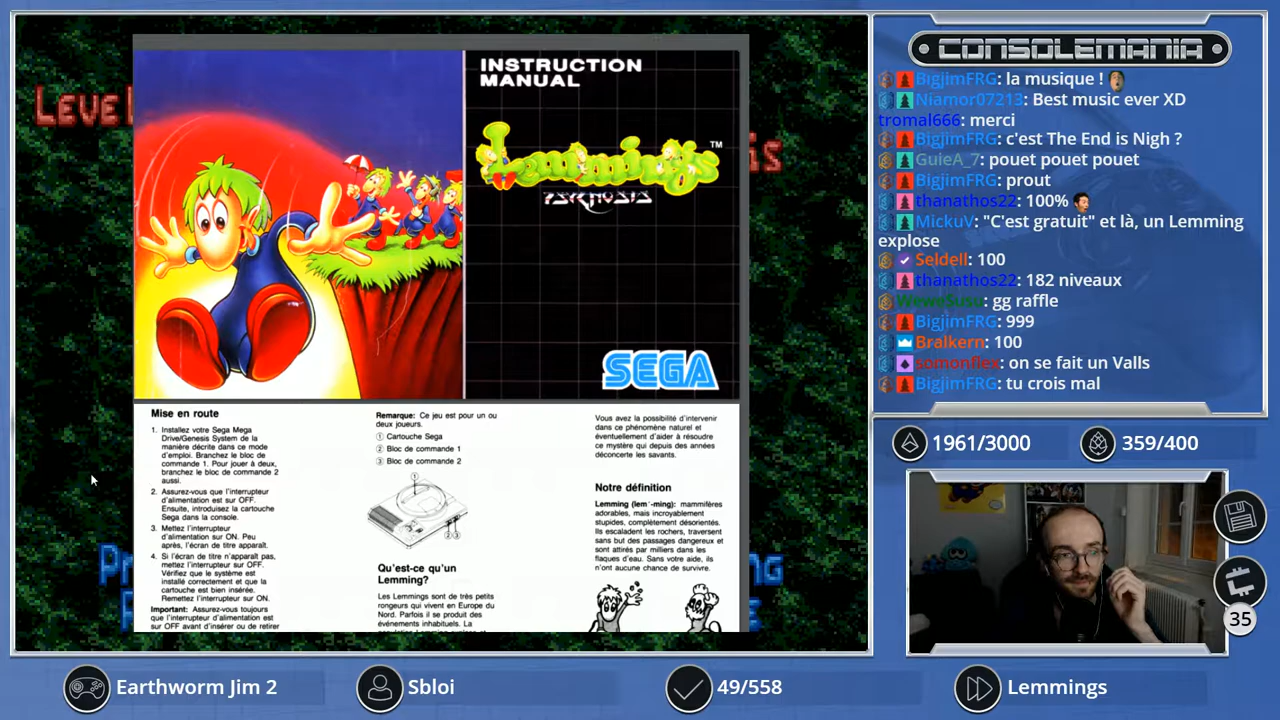 LEVEL
is
INSTRUCTION
MANUAL
Lemmings™
PSYGNOSIS
SEGA
Mise en route
1. Installez votre Sega Mega
Drive/Genesis System de la
manière décrite dans ce mode
d'emploi. Branchez le bloc de
commande 1. Pour jouer à deux,
branchez le bloc de commande 2
aussi.
2. Assurez-vous que l'interrupteur
d'alimentation est sur OFF.
Ensuite, introduisez la cartouche
Sega dans la console.
3. Mettez l'interrupteur
d'alimentation sur ON. Peu
après, l'écran de titre apparaît.
4. Si l'écran de titre n'apparaît pas,
mettez l'interrupteur sur OFF.
Vérifiez que le système est
installé correctement et que la
cartouche est bien insérée.
Remettez l'interrupteur sur ON.
Important: Assurez-vous toujours
que l'interrupteur d'alimentation est
sur OFF avant d'insérer ou de retirer
Remarque: Ce jeu est pour un ou
deux joueurs.
① Cartouche Sega
② Bloc de commande 1
③ Bloc de commande 2
①
②③
Qu'est-ce qu'un
Lemming?
Les Lemmings sont de très petits
rongeurs qui vivent en Europe du
Nord. Parfois il se produit des
événements inhabituels. La
Vous avez la possibilité d'intervenir
dans ce phénomène naturel et
éventuellement d'aider à résoudre
ce mystère qui depuis des années
déconcerte les savants.
Notre définition
Lemming (lem´-ming): mammifères
adorables, mais incroyablement
stupides, complètement désorientés.
Ils escaladent les rochers, traversent
sans but des passages dangereux et
sont attirés par milliers dans les
flaques d'eau. Sans votre aide, ils
n'ont aucune chance de survivre.
CONSOLEMANIA
BigjimFRG: la musique !
Niamor07213: Best music ever XD
tromal666: merci
BigjimFRG: c'est The End is Nigh ?
GuieA_7: pouet pouet pouet
BigjimFRG: prout
thanathos22: 100%
MickuV: "C'est gratuit" et là, un Lemming
explose
Seldell: 100
thanathos22: 182 niveaux
WeweSusu: gg raffle
BigjimFRG: 999
Bralkern: 100
somonflex: on se fait un Valls
BigjimFRG: tu crois mal
1961/3000
359/400
35
Earthworm Jim 2
Sbloi
49/558
Lemmings